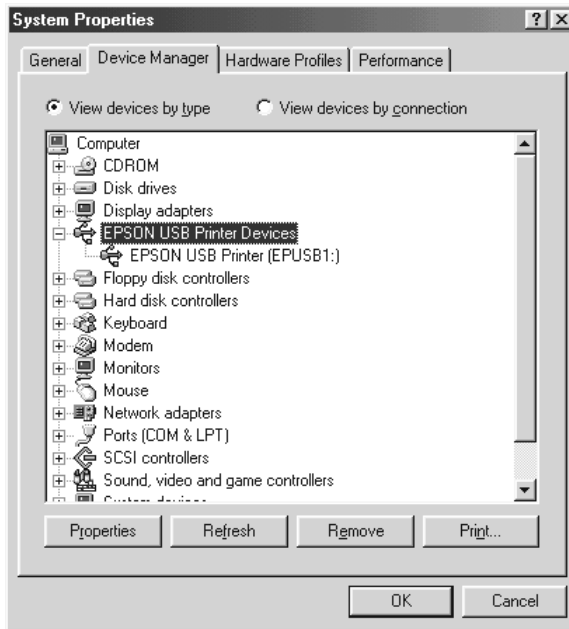 System Properties
General Device Manager Hardware Profiles Performance
View devices by type View devices by connection
Computer
CDROM
Disk drives
Display adapters
EPSON USB Printer Devices
EPSON USB Printer (EPUSB1:)
Floppy disk controllers
Hard disk controllers
Keyboard
Modem
Monitors
Mouse
Network adapters
Ports (COM & LPT)
SCSI controllers
Sound, video and game controllers
System devices
Properties Refresh Remove Print...
OK Cancel